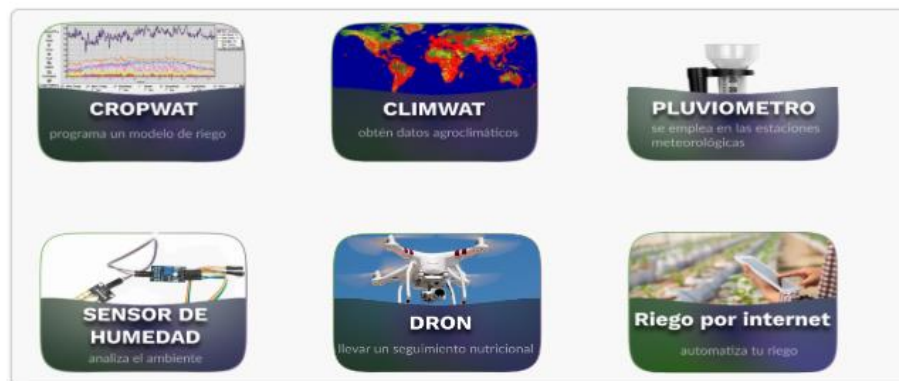 CROPWAT
programa un modelo de riego
CLIMWAT
obtén datos agroclimáticos
PLUVIOMETRO
se emplea en las estaciones
meteorológicas
SENSOR DE
HUMEDAD
analiza el ambiente
DRON
llevar un seguimiento nutricional
Riego por internet
automatiza tu riego